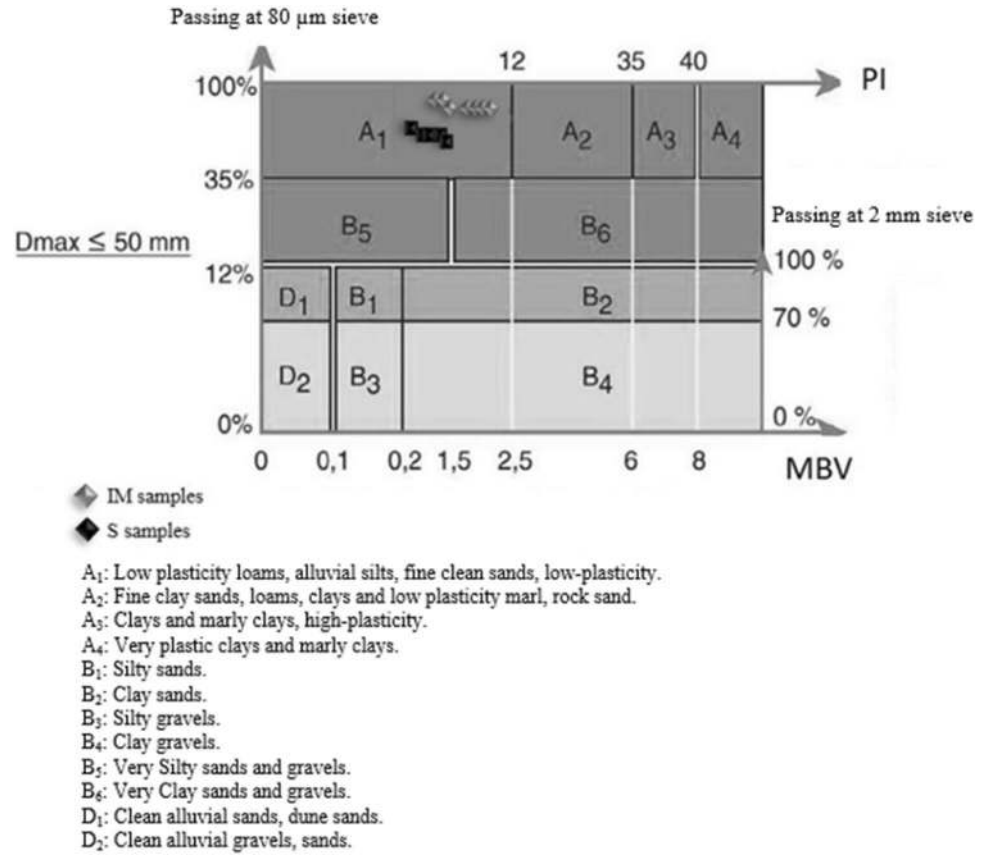 Passing at 80 µm sieve
12 35 40
100% PI
A1 A2 A3 A4
35%
Passing at 2 mm sieve
B5 B6
Dmax ≤ 50 mm
100 %
12%
D1 B1 B2
70 %
D2 B3 B4
0% 0 %
0 0,1 0,2 1,5 2,5 6 8 MBV
IM samples
S samples
A1: Low plasticity loams, alluvial silts, fine clean sands, low-plasticity.
A2: Fine clay sands, loams, clays and low plasticity marl, rock sand.
A3: Clays and marly clays, high-plasticity.
A4: Very plastic clays and marly clays.
B1: Silty sands.
B2: Clay sands.
B3: Silty gravels.
B4: Clay gravels.
B5: Very Silty sands and gravels.
B6: Very Clay sands and gravels.
D1: Clean alluvial sands, dune sands.
D2: Clean alluvial gravels, sands.